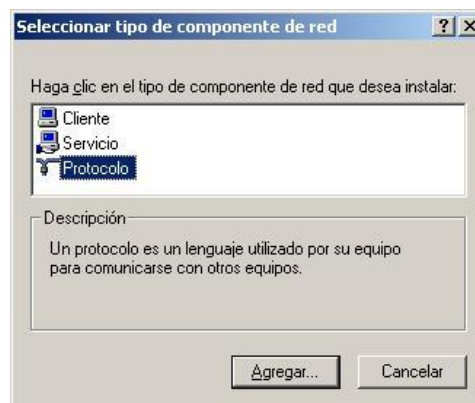 Seleccionar tipo de componente de red
Haga clic en el tipo de componente de red que desea instalar:
Cliente
Servicio
Protocolo
Descripción
Un protocolo es un lenguaje utilizado por su equipo
para comunicarse con otros equipos.
Agregar... Cancelar